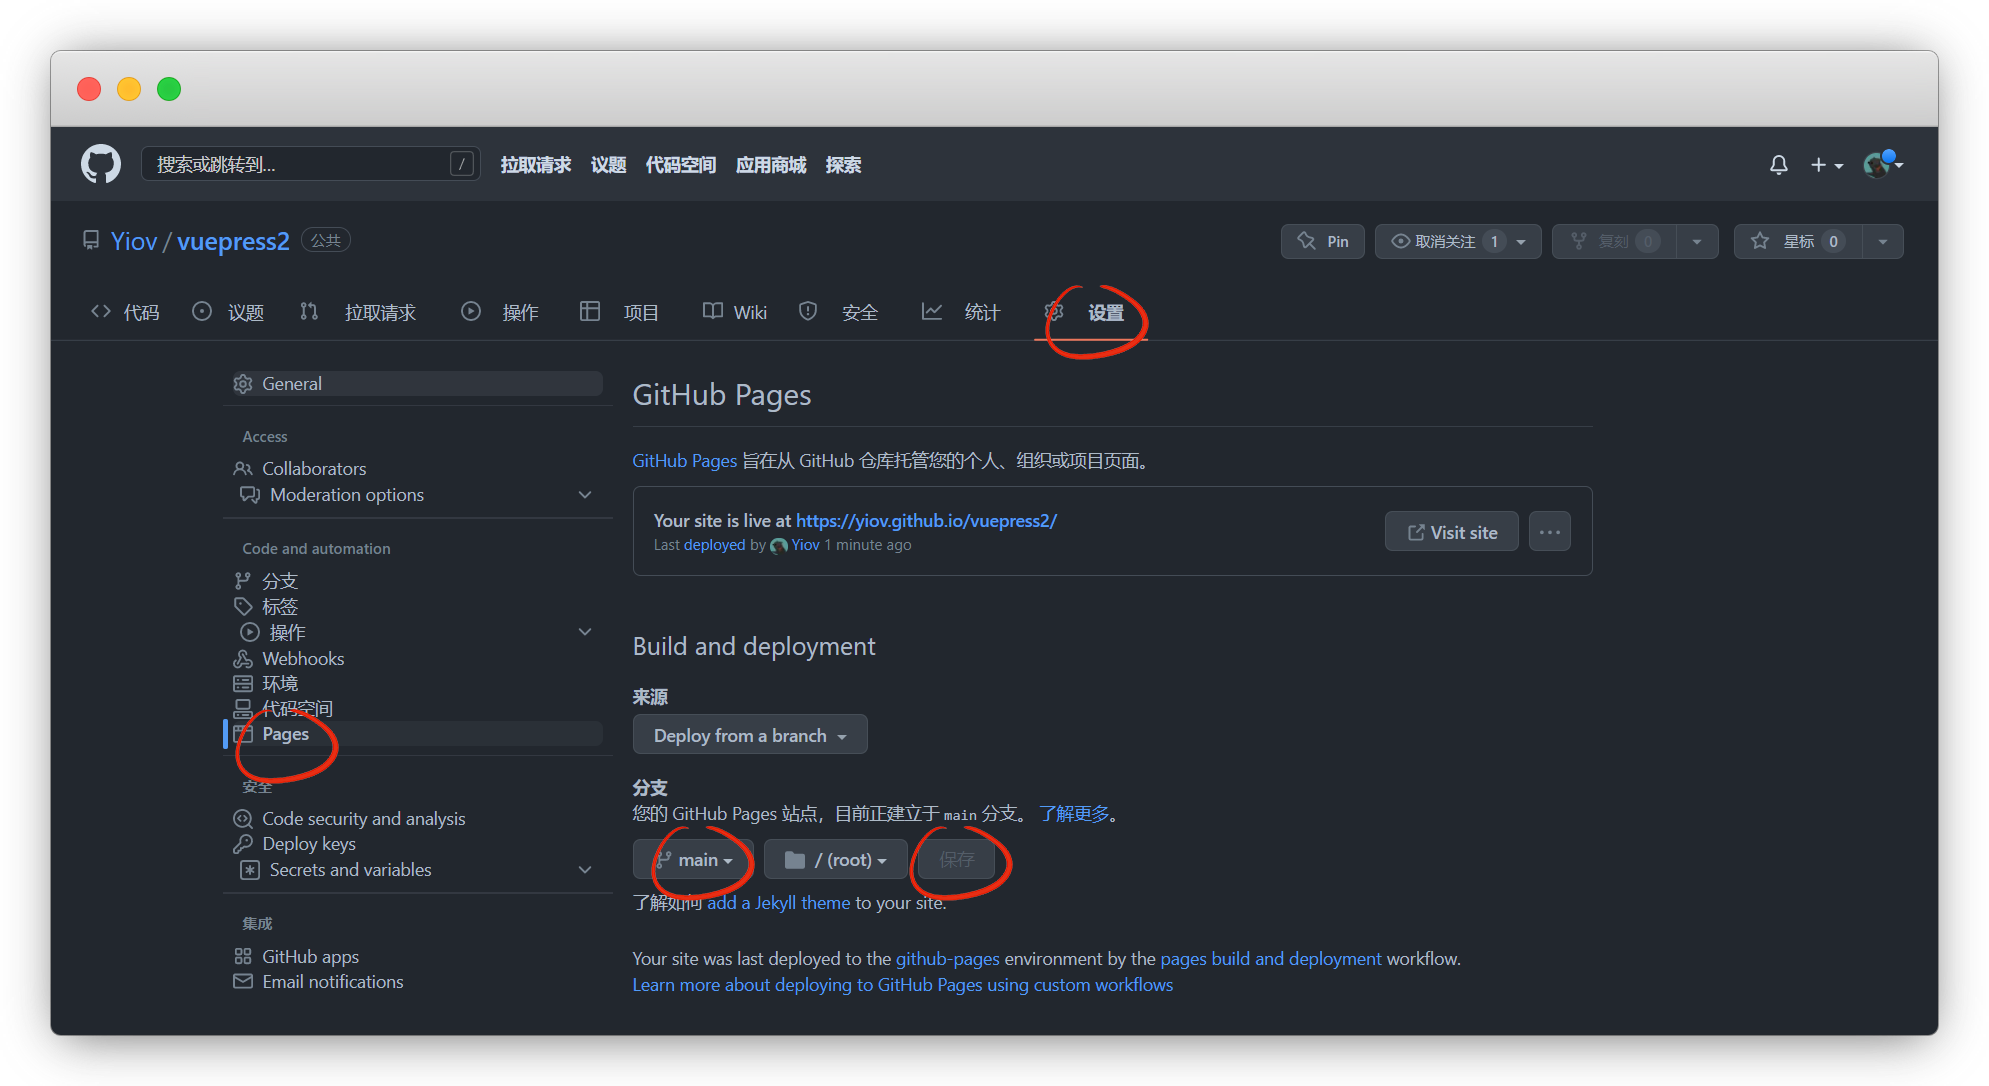 搜索或跳转到... / 拉取请求 议题 代码空间 应用商城 探索
Yiov / vuepress2 公共 Pin 取消关注 1 复刻 0 星标 0
代码 议题 拉取请求 操作 项目 Wiki 安全 统计 设置
General
Access
Collaborators
Moderation options
Code and automation
分支
标签
操作
Webhooks
环境
代码空间
Pages
安全
Code security and analysis
Deploy keys
Secrets and variables
集成
GitHub apps
Email notifications
GitHub Pages
GitHub Pages 旨在从 GitHub 仓库托管您的个人、组织或项目页面。
Your site is live at https://yiov.github.io/vuepress2/
Last deployed by Yiov 1 minute ago
Visit site ...
Build and deployment
来源
Deploy from a branch
分支
您的 GitHub Pages 站点，目前正建立于 main 分支。 了解更多。
main / (root) 保存
了解如何 add a Jekyll theme to your site.
Your site was last deployed to the github-pages environment by the pages build and deployment workflow.
Learn more about deploying to GitHub Pages using custom workflows